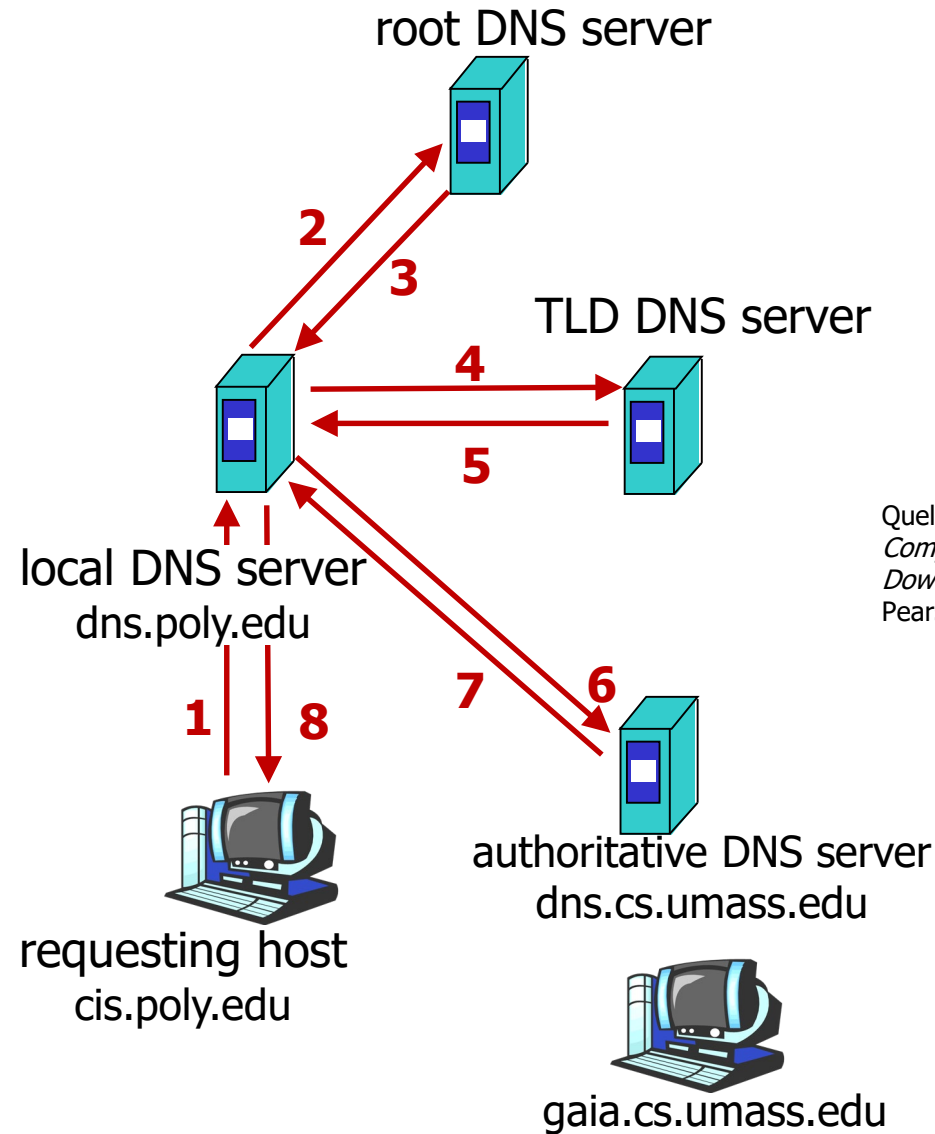 root DNS server
2
3
TLD DNS server
4
5
local DNS server
dns.poly.edu
1
8
7
6
authoritative DNS server
dns.cs.umass.edu
requesting host
cis.poly.edu
gaia.cs.umass.edu